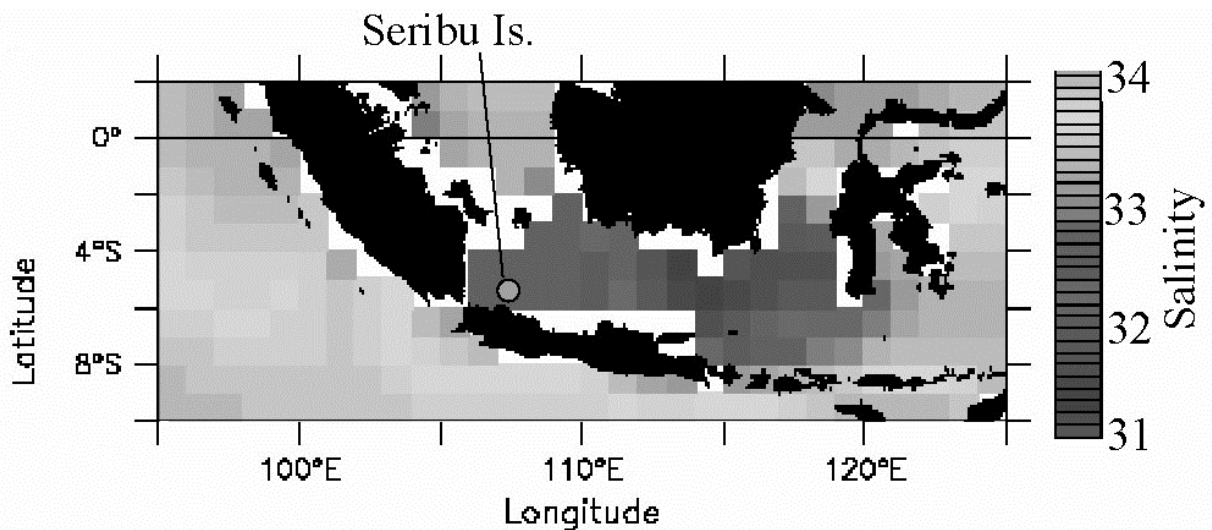 Seribu Is.
34
0°
33
4°S
32
8°S
31
Latitude
Salinity
100°E
110°E
120°E
Longitude